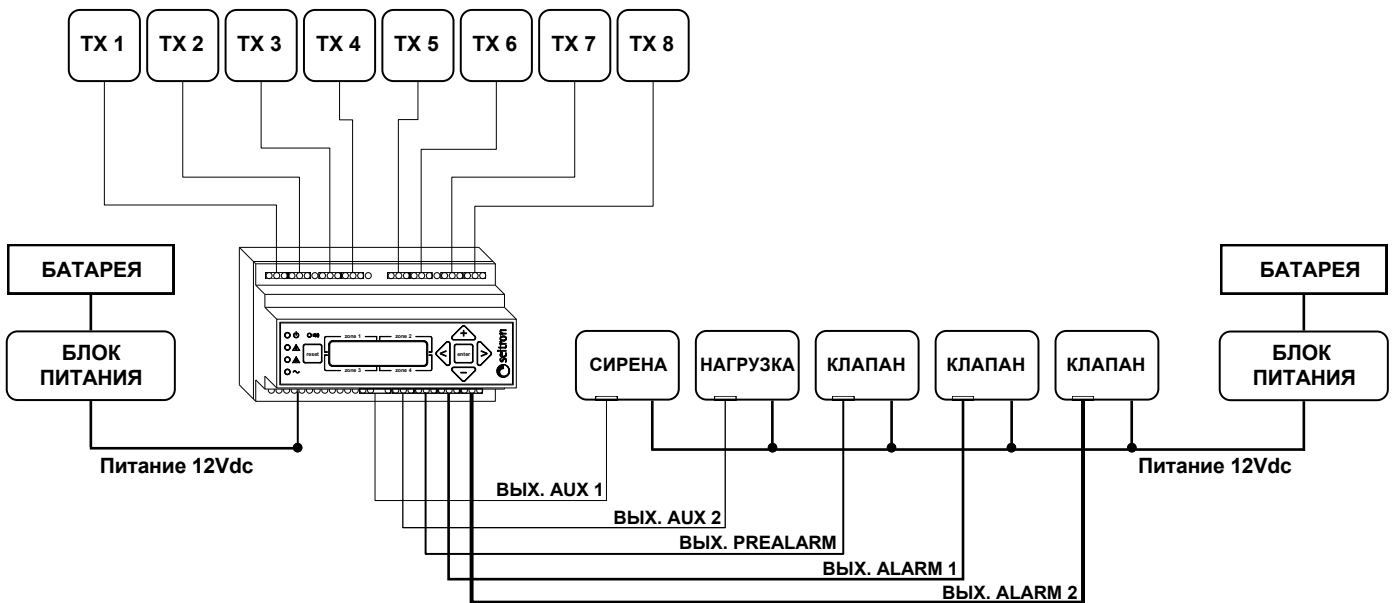 TX 1
TX 2
TX 3
TX 4
TX 5
TX 6
TX 7
TX 8
БАТАРЕЯ
БЛОК
ПИТАНИЯ
Питание 12Vdc
zone 1
zone 2
reset
enter
zone 3
zone 4
seitron
СИРЕНА
НАГРУЗКА
КЛАПАН
КЛАПАН
КЛАПАН
БАТАРЕЯ
БЛОК
ПИТАНИЯ
Питание 12Vdc
ВЫХ. AUX 1
ВЫХ. AUX 2
ВЫХ. PREALARM
ВЫХ. ALARM 1
ВЫХ. ALARM 2